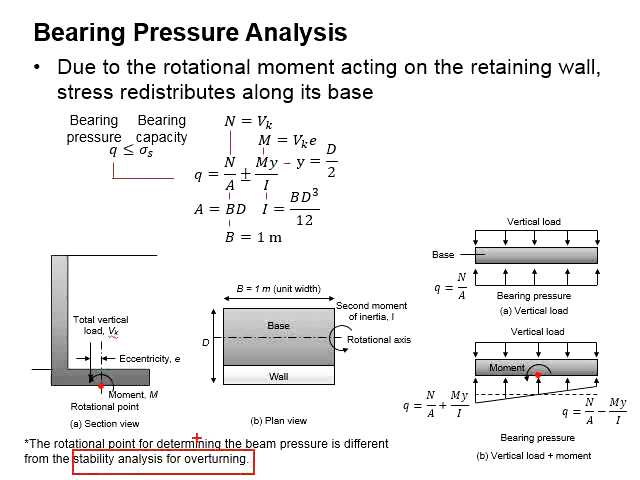 Bearing Pressure Analysis
• Due to the rotational moment acting on the retaining wall,
stress redistributes along its base
Bearing pressure
Bearing capacity
q ≤ σs
N = Vk
M = Vke
q = N/A ± My/I – y = D/2
A = BD
I = BD³/12
B = 1 m
Total vertical
load, Vk
Eccentricity, e
Moment, M
Rotational point
(a) Section view
B = 1 m (unit width)
D
Base
Wall
Second moment
of inertia, I
Rotational axis
(b) Plan view
Vertical load
Base
q = N/A
Bearing pressure
(a) Vertical load
Vertical load
Moment
q = N/A + My/I
q = N/A − My/I
Bearing pressure
(b) Vertical load + moment
*The rotational point for determining the beam pressure is different
from the stability analysis for overturning.